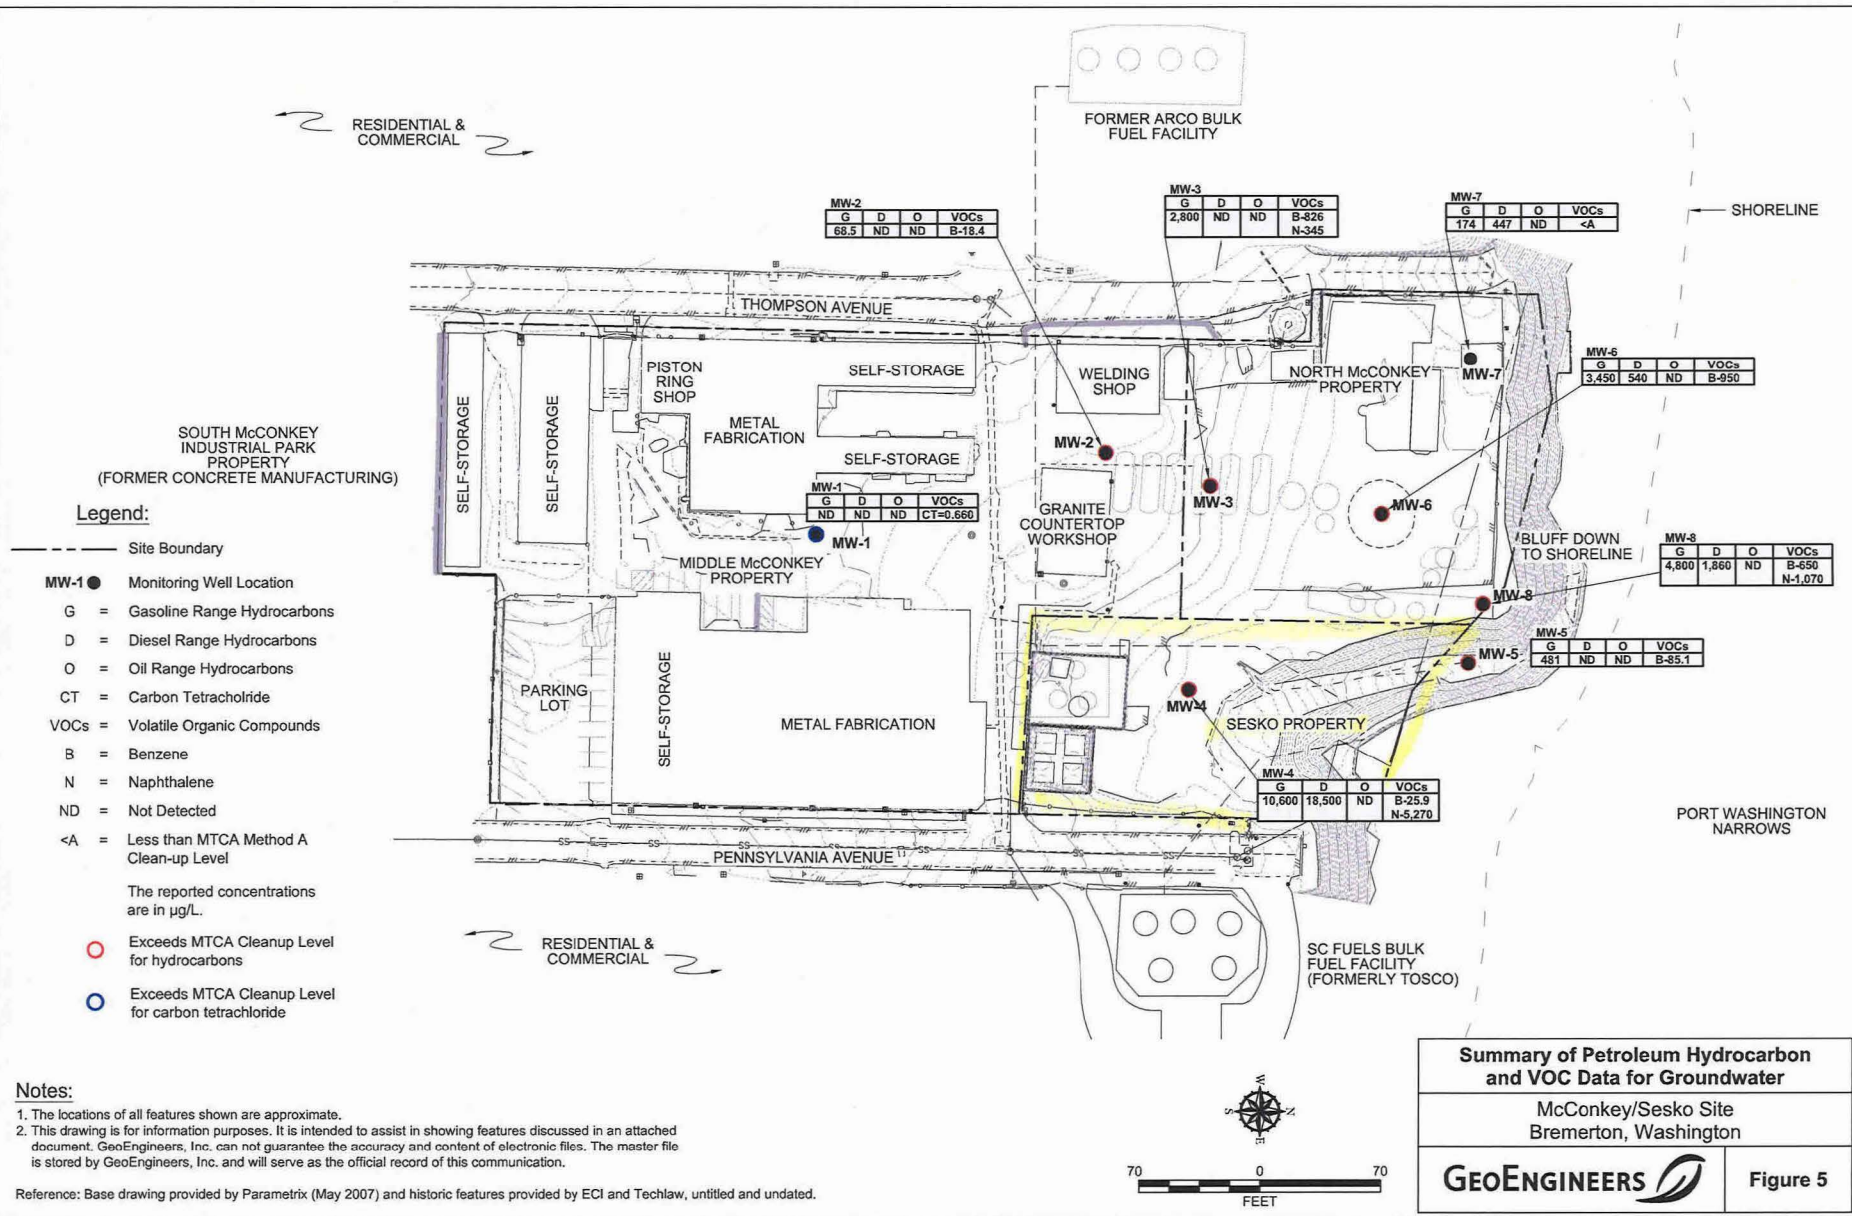 FORMER ARCO BULK
FUEL FACILITY
RESIDENTIAL &
COMMERCIAL
MW-2
G D O VOCs
68.5 ND ND B-18.4
MW-3
G D O VOCs
2,800 ND ND B-826
N-345
MW-7
G D O VOCs
174 447 ND <A
SHORELINE
THOMPSON AVENUE
MW-6
G D O VOCs
3,450 540 ND B-950
PISTON
RING
SHOP
SELF-STORAGE
WELDING
SHOP
NORTH McCONKEY
PROPERTY
MW-7
SELF-STORAGE
SELF-STORAGE
METAL
FABRICATION
SELF-STORAGE
MW-2
MW-3
MW-6
SOUTH McCONKEY
INDUSTRIAL PARK
PROPERTY
(FORMER CONCRETE MANUFACTURING)
MW-1
G D O VOCs
ND ND ND CT=0.660
MW-1
GRANITE
COUNTERTOP
WORKSHOP
MIDDLE McCONKEY
PROPERTY
BLUFF DOWN
TO SHORELINE
MW-8
G D O VOCs
4,800 1,860 ND B-650
N-1,070
MW-8
MW-5
G D O VOCs
481 ND ND B-85.1
MW-5
PARKING
LOT
SELF-STORAGE
METAL FABRICATION
MW-4
SESKO PROPERTY
MW-4
G D O VOCs
10,600 18,500 ND B-25.9
N-5,270
PORT WASHINGTON
NARROWS
SS SS SS SS SS
PENNSYLVANIA AVENUE
RESIDENTIAL &
COMMERCIAL
SC FUELS BULK
FUEL FACILITY
(FORMERLY TOSCO)
Legend:
Site Boundary
MW-1 Monitoring Well Location
G = Gasoline Range Hydrocarbons
D = Diesel Range Hydrocarbons
O = Oil Range Hydrocarbons
CT = Carbon Tetracholride
VOCs = Volatile Organic Compounds
B = Benzene
N = Naphthalene
ND = Not Detected
<A = Less than MTCA Method A
Clean-up Level
The reported concentrations
are in µg/L.
Exceeds MTCA Cleanup Level
for hydrocarbons
Exceeds MTCA Cleanup Level
for carbon tetrachloride
Notes:
1. The locations of all features shown are approximate.
2. This drawing is for information purposes. It is intended to assist in showing features discussed in an attached
document. GeoEngineers, Inc. can not guarantee the accuracy and content of electronic files. The master file
is stored by GeoEngineers, Inc. and will serve as the official record of this communication.
Reference: Base drawing provided by Parametrix (May 2007) and historic features provided by ECI and Techlaw, untitled and undated.
W
S N
E
70 0 70
FEET
Summary of Petroleum Hydrocarbon
and VOC Data for Groundwater
McConkey/Sesko Site
Bremerton, Washington
GEOENGINEERS
Figure 5